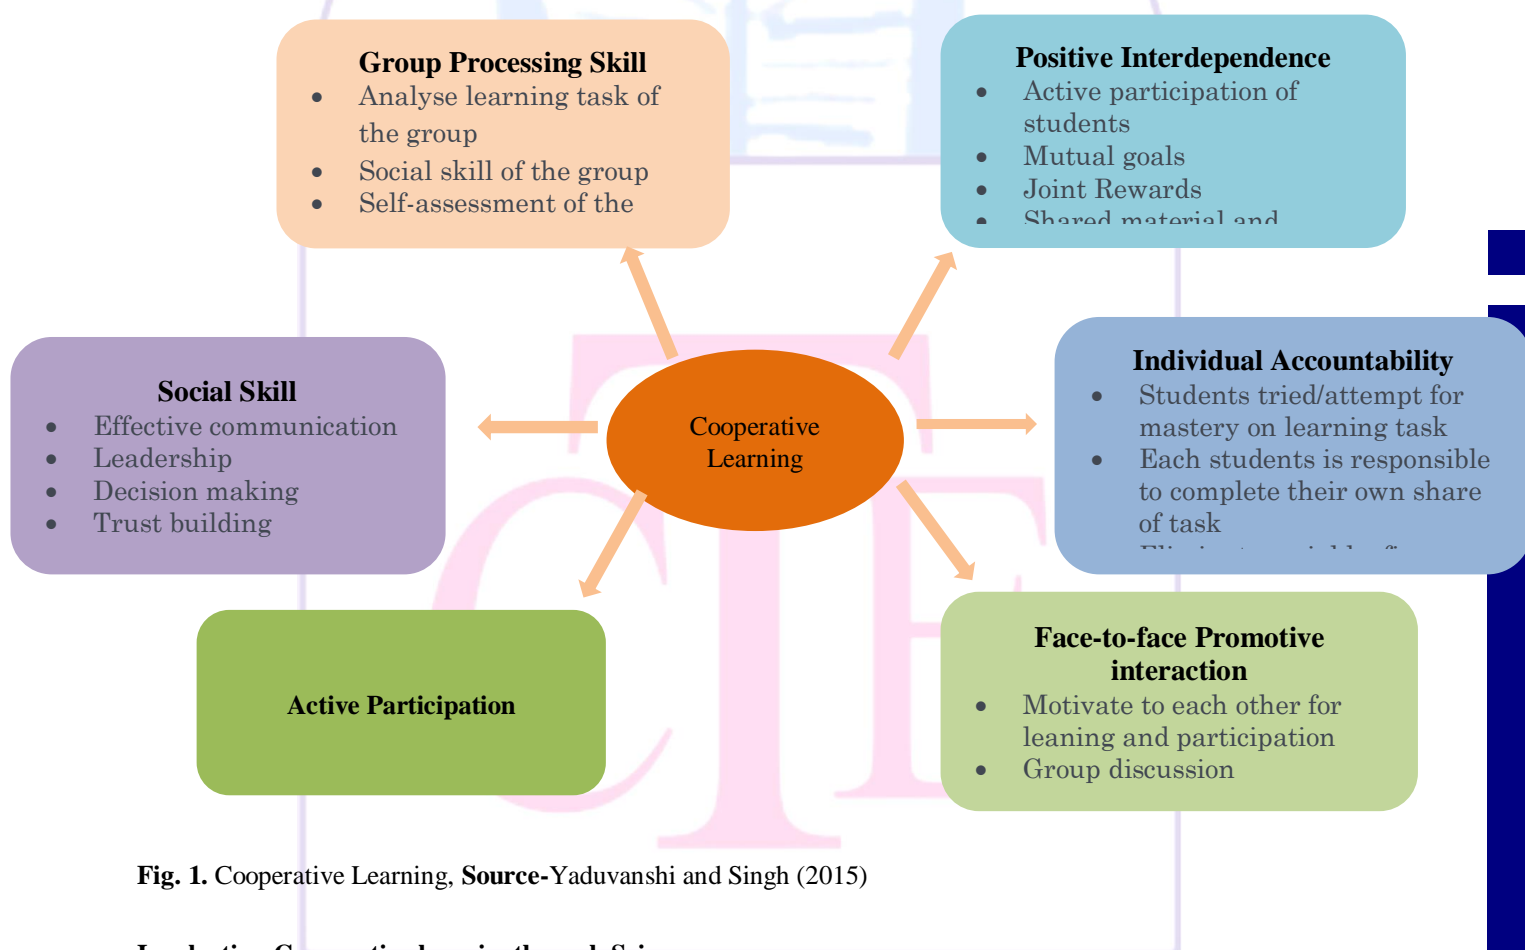 Group Processing Skill
• Analyse learning task of
the group
• Social skill of the group
• Self-assessment of the
Positive Interdependence
• Active participation of
students
• Mutual goals
• Joint Rewards
• Shared material and
Social Skill
• Effective communication
• Leadership
• Decision making
• Trust building
Cooperative
Learning
Individual Accountability
• Students tried/attempt for
mastery on learning task
• Each students is responsible
to complete their own share
of task
Active Participation
Face-to-face Promotive
interaction
• Motivate to each other for
leaning and participation
• Group discussion
CTE
Fig. 1. Cooperative Learning, Source-Yaduvanshi and Singh (2015)